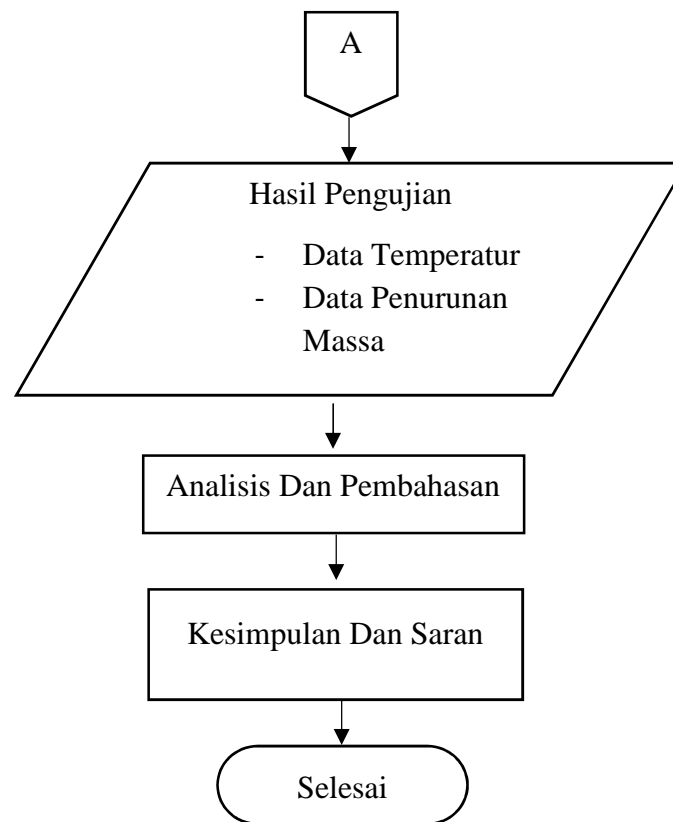 A
Hasil Pengujian
- Data Temperatur
- Data Penurunan
Massa
Analisis Dan Pembahasan
Kesimpulan Dan Saran
Selesai